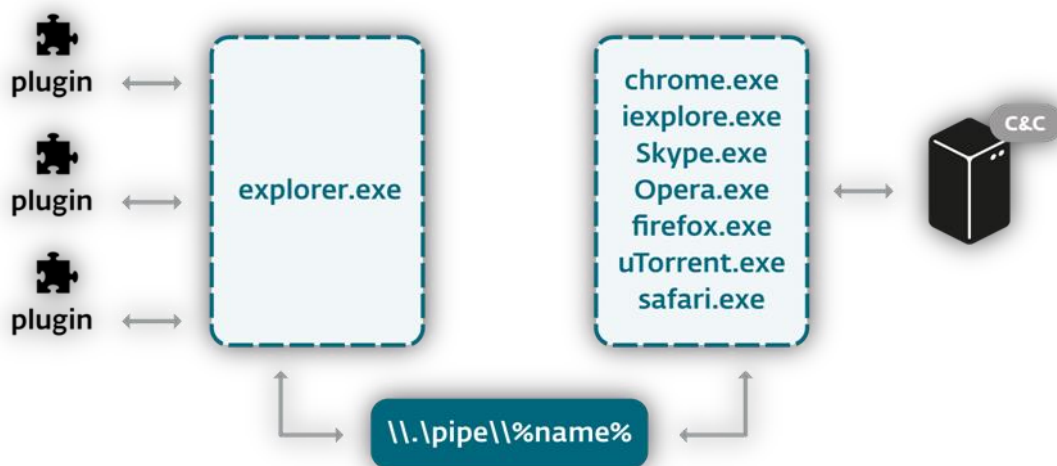 plugin
plugin
plugin
explorer.exe
chrome.exe
iexplore.exe
Skype.exe
Opera.exe
firefox.exe
uTorrent.exe
safari.exe
C&C
\\.\pipe\\%name%